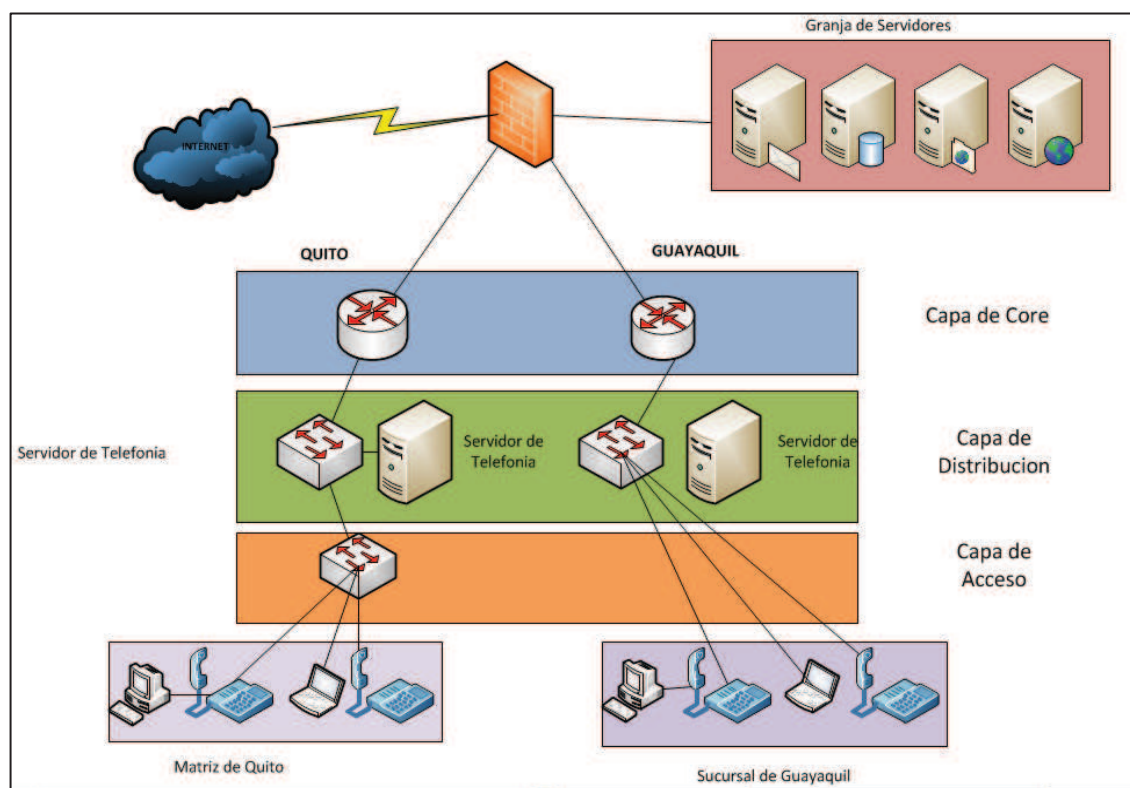 Granja de Servidores
INTERNET
QUITO
GUAYAQUIL
Capa de Core
Servidor de Telefonia
Servidor de
Telefonia
Servidor de
Telefonia
Capa de
Distribucion
Capa de
Acceso
Matriz de Quito
Sucursal de Guayaquil